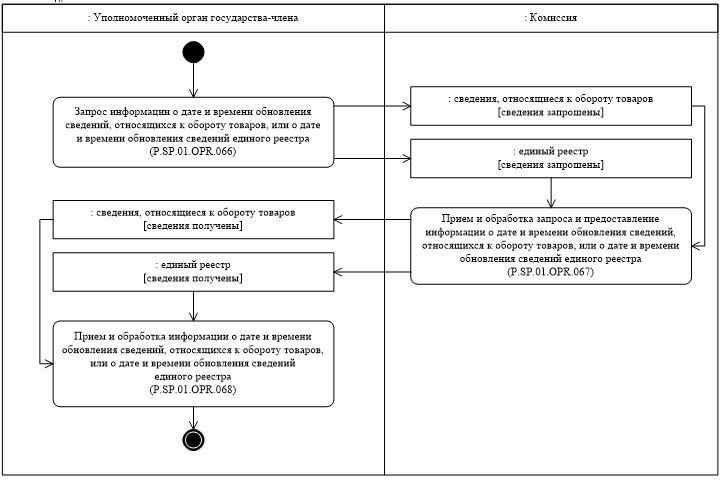 : Уполномоченный орган государства-члена
: Комиссия
Запрос информации о дате и времени обновления
сведений, относящихся к обороту товаров, или о дате
и времени обновления сведений единого реестра
(P.SP.01.OPR.066)
: сведения, относящиеся к обороту товаров
[сведения запрошены]
: единый реестр
[сведения запрошены]
: сведения, относящиеся к обороту товаров
[сведения получены]
Прием и обработка запроса и предоставление
информации о дате и времени обновления сведений,
относящихся к обороту товаров, или о дате и времени
обновления сведений единого реестра
(P.SP.01.OPR.067)
: единый реестр
[сведения получены]
Прием и обработка информации о дате и времени
обновления сведений, относящихся к обороту товаров,
или о дате и времени обновления сведений
единого реестра
(P.SP.01.OPR.068)